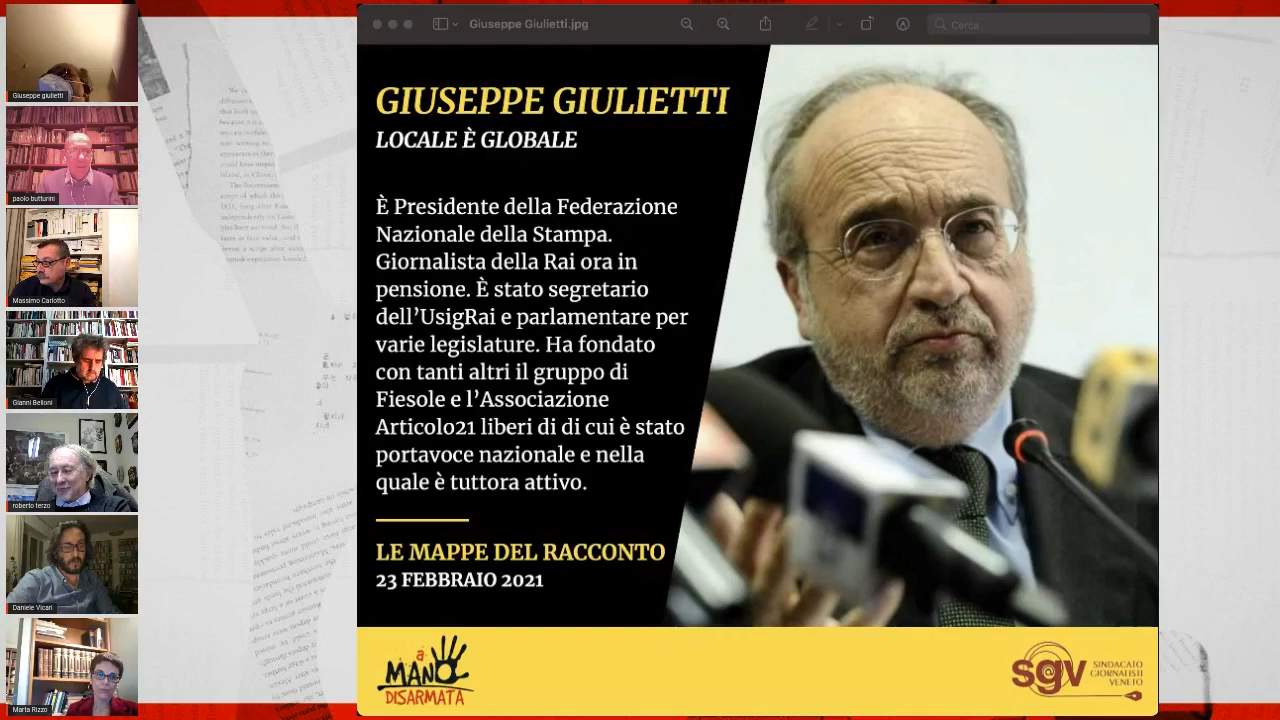 Giuseppe Giulietti.jpg
Cerca
GIUSEPPE GIULIETTI
LOCALE È GLOBALE
È Presidente della Federazione
Nazionale della Stampa.
Giornalista della Rai ora in
pensione. È stato segretario
dell'UsigRai e parlamentare per
varie legislature. Ha fondato
con tanti altri il gruppo di
Fiesole e l'Associazione
Articolo21 liberi di di cui è stato
portavoce nazionale e nella
quale è tuttora attivo.
LE MAPPE DEL RACCONTO
23 FEBBRAIO 2021
a
MANO
DISARMATA
sgv
SINDACATO
GIORNALISTI
VENETO
Giuseppe giulietti
paolo butturini
Massimo Carlotto
Gianni Belloni
roberto terzo
Daniele Vicari
Marta Rizzo